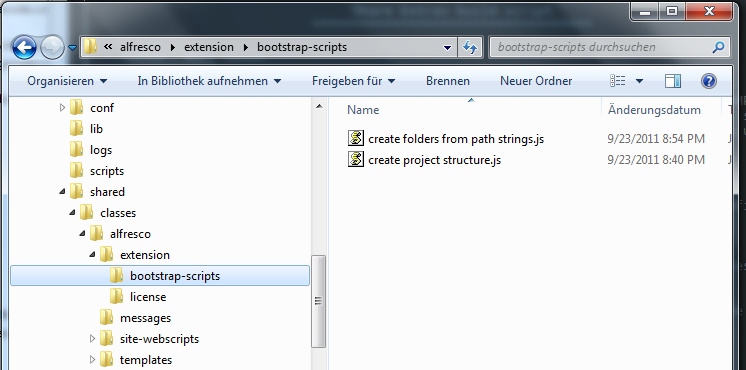 « alfresco extension bootstrap-scripts bootstrap-scripts durchsuchen
Organisieren In Bibliothek aufnehmen Freigeben für Brennen Neuer Ordner
Name Änderungsdatum
conf
lib
logs
scripts
shared
classes
alfresco
extension
bootstrap-scripts
license
messages
site-webscripts
templates
create folders from path strings.js 9/23/2011 8:54 PM
create project structure.js 9/23/2011 8:40 PM